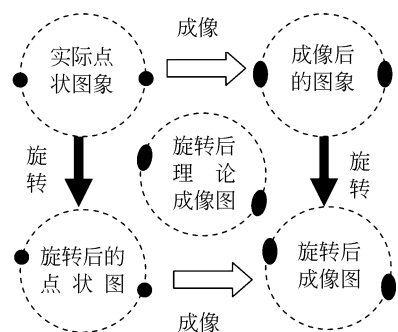 成像
实际点
状图象
成像后
的图象
旋
转
旋转后
理 论
成像图
旋
转
旋转后的
点 状 图
旋转后
成像图
成像